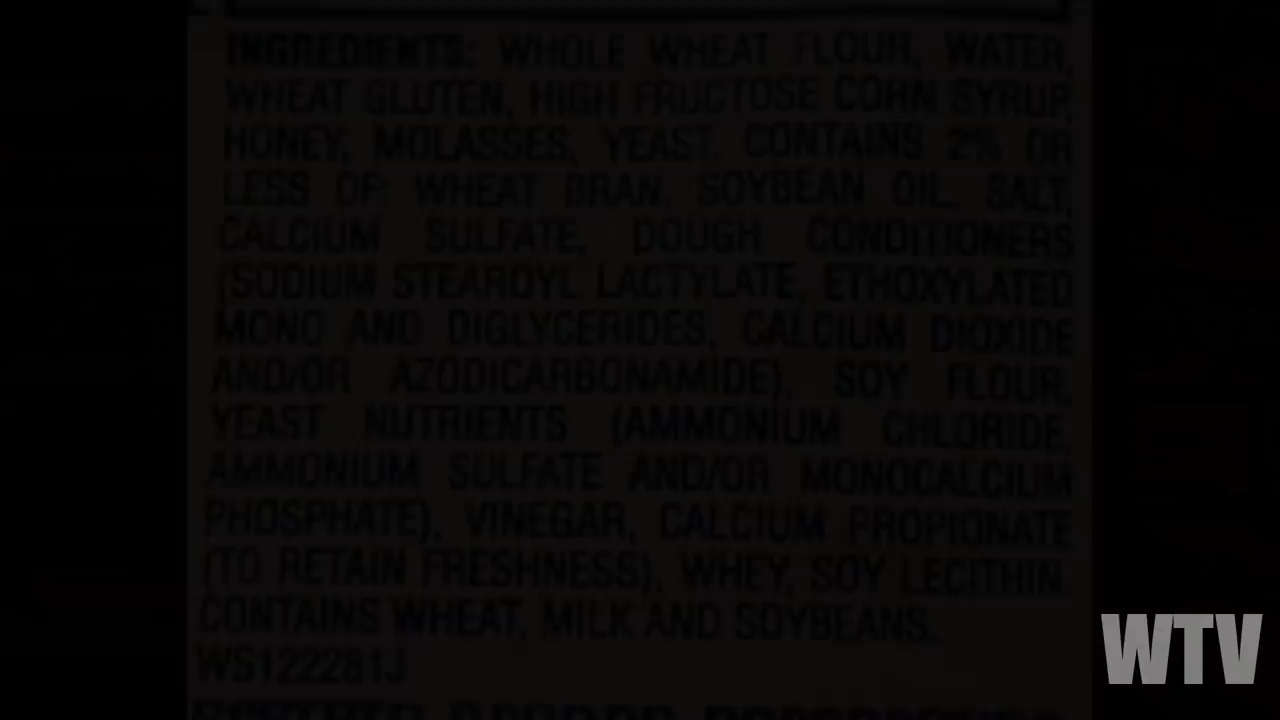 INGREDIENTS: WHOLE WHEAT FLOUR, WATER,
WHEAT GLUTEN, HIGH FRUCTOSE CORN SYRUP,
HONEY, MOLASSES, YEAST. CONTAINS 2% OR
LESS OF: WHEAT BRAN, SOYBEAN OIL, SALT,
CALCIUM SULFATE, DOUGH CONDITIONERS
(SODIUM STEAROYL LACTYLATE, ETHOXYLATED
MONO AND DIGLYCERIDES, CALCIUM DIOXIDE
AND/OR AZODICARBONAMIDE), SOY FLOUR,
YEAST NUTRIENTS (AMMONIUM CHLORIDE,
AMMONIUM SULFATE AND/OR MONOCALCIUM
PHOSPHATE), VINEGAR, CALCIUM PROPIONATE
(TO RETAIN FRESHNESS), WHEY, SOY LECITHIN.
CONTAINS WHEAT, MILK AND SOYBEANS.
WS122281J
WTV